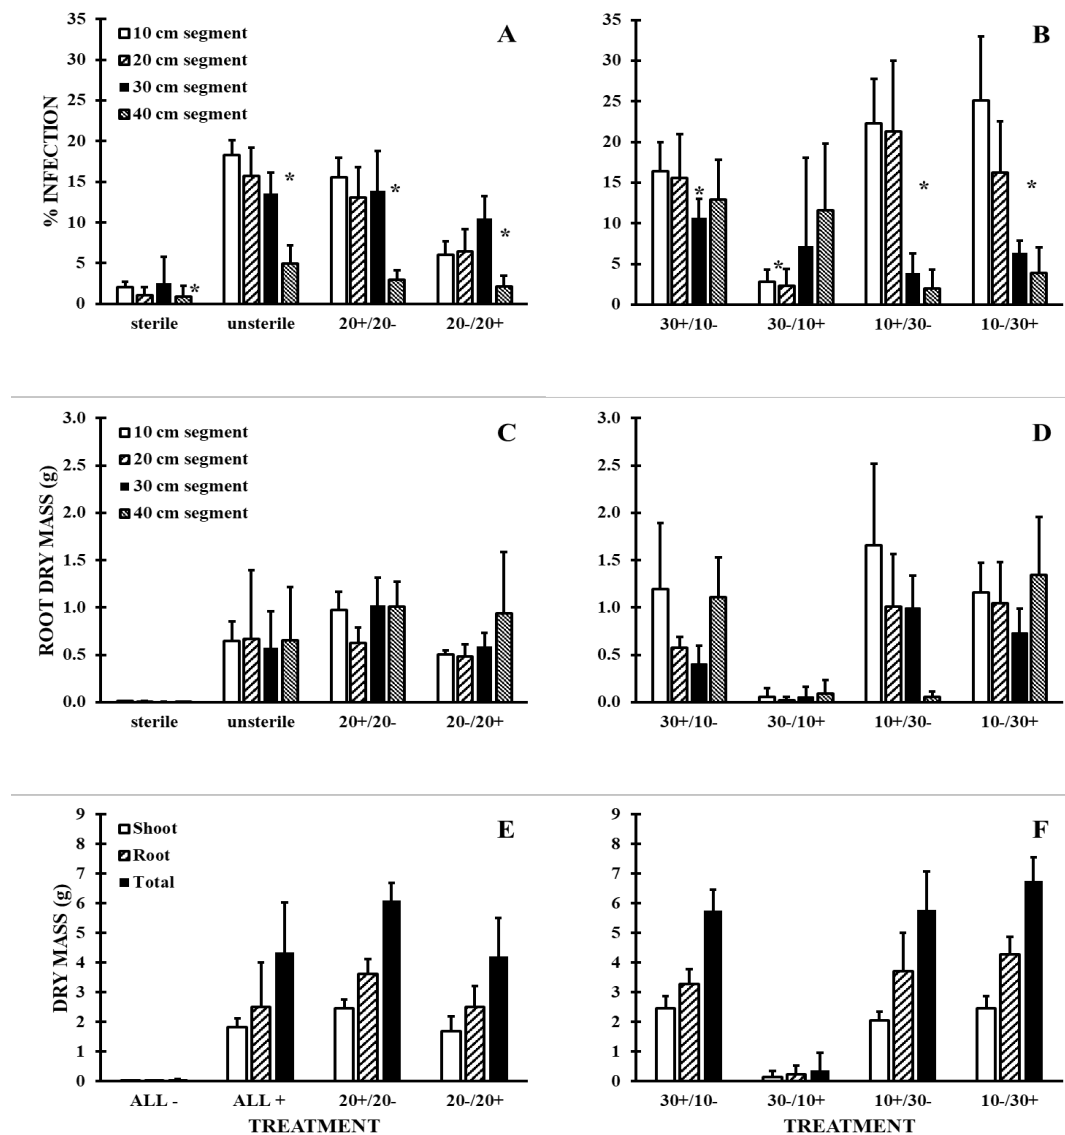 35
30
25
20
15
10
5
0
% INFECTION
10 cm segment
20 cm segment
30 cm segment
40 cm segment
A
*
*
*
*
sterile unsterile 20+/20- 20-/20+
35
30
25
20
15
10
5
0
B
*
*
*
*
30+/10- 30-/10+ 10+/30- 10-/30+
3.0
2.5
2.0
1.5
1.0
0.5
0.0
ROOT DRY MASS (g)
10 cm segment
20 cm segment
30 cm segment
40 cm segment
C
sterile unsterile 20+/20- 20-/20+
3.0
2.5
2.0
1.5
1.0
0.5
0.0
D
30+/10- 30-/10+ 10+/30- 10-/30+
9
8
7
6
5
4
3
2
1
0
DRY MASS (g)
Shoot
Root
Total
E
ALL - ALL + 20+/20- 20-/20+
TREATMENT
9
8
7
6
5
4
3
2
1
0
F
30+/10- 30-/10+ 10+/30- 10-/30+
TREATMENT